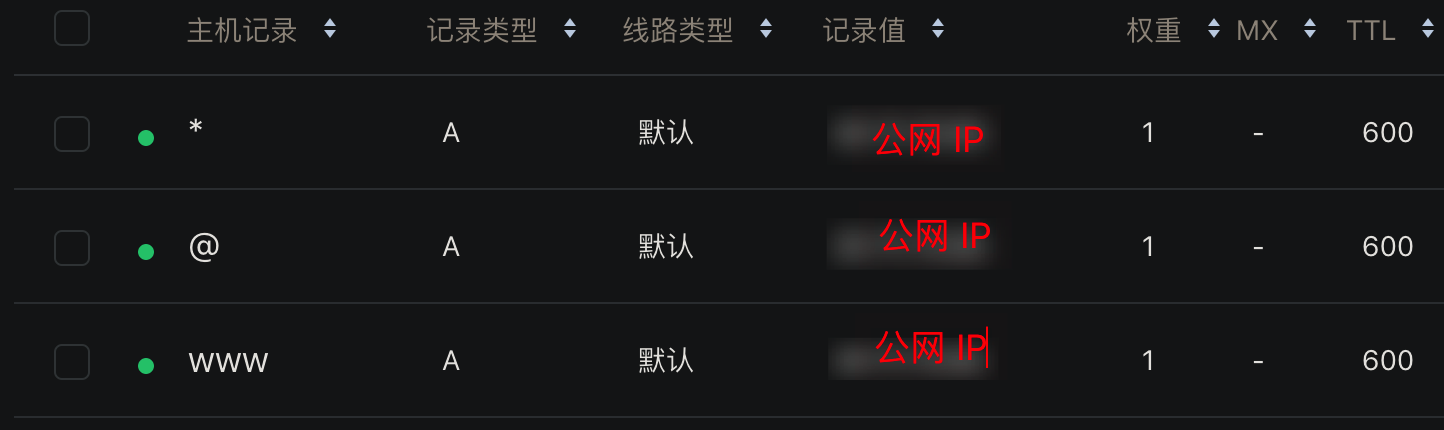 主机记录 记录类型 线路类型 记录值 权重 MX TTL
* A 默认 公网 IP 1 - 600
@ A 默认 公网 IP 1 - 600
www A 默认 公网 IP 1 - 600